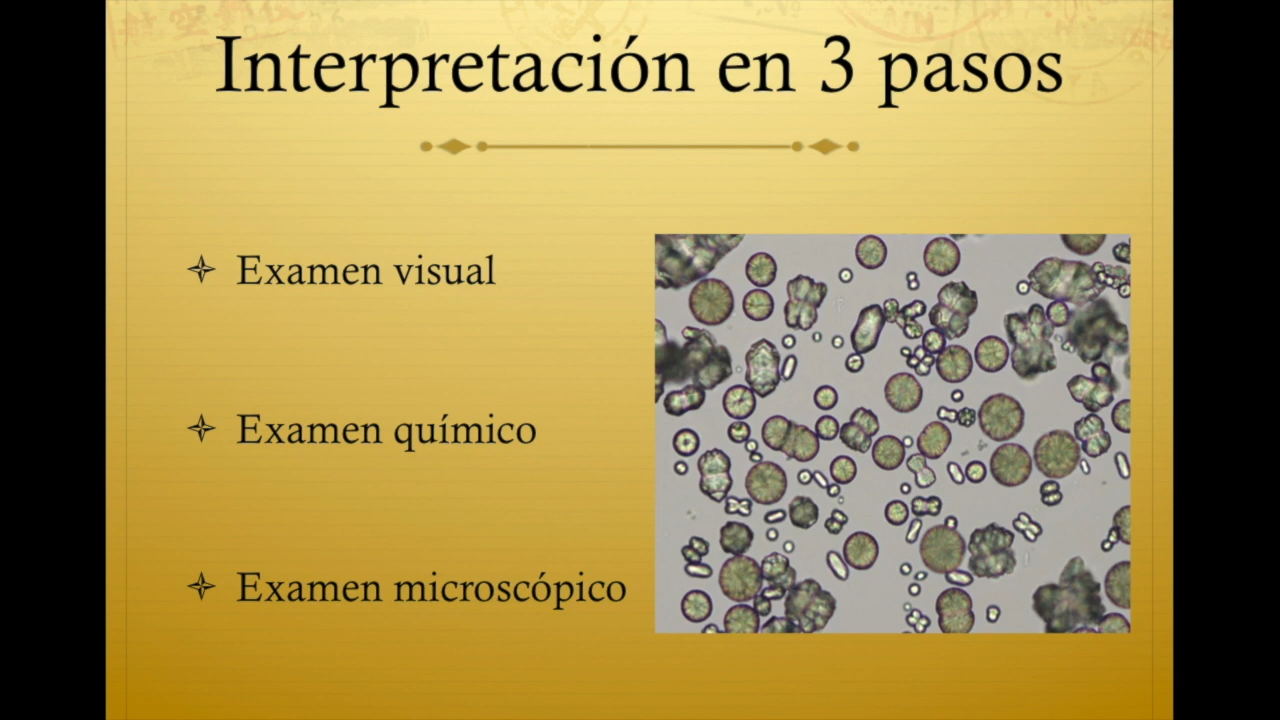 Interpretación en 3 pasos
Examen visual
Examen químico
Examen microscópico